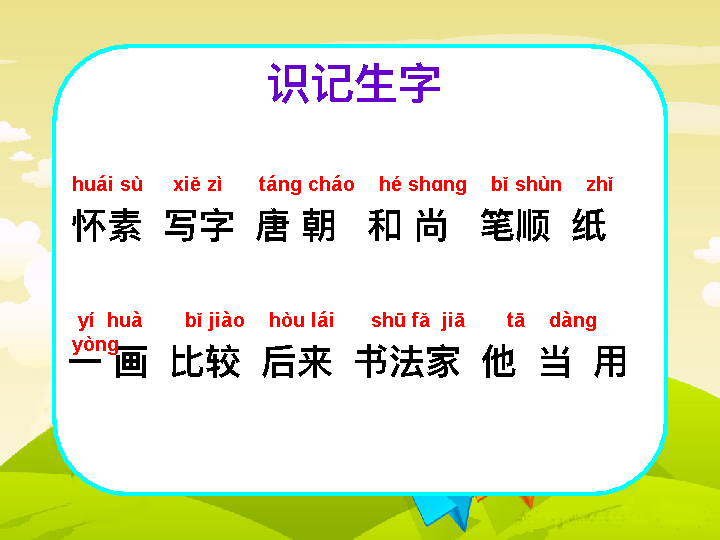 识记生字
huái sù xiě zì táng cháo hé shɑng bǐ shùn zhǐ
怀素 写字 唐 朝 和 尚 笔顺 纸
yí huà bǐ jiào hòu lái shū fǎ jiā tā dàng
yòng
一 画 比较 后来 书法家 他 当 用